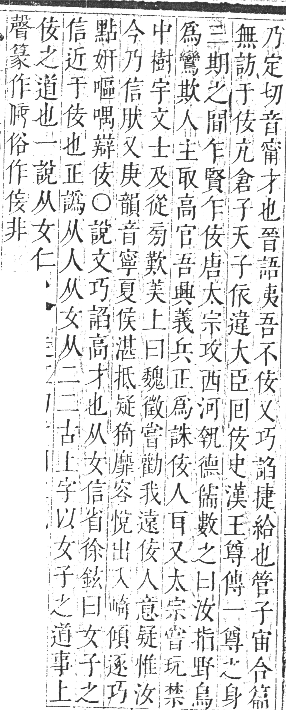 乃定切音甯才也晉語夷吾不佞又巧諂捷給也管子宙合篇
無訪于佞亢倉子天子依違大臣回佞史漢王尊傳一尊之身
三期之間乍賢乍佞唐太宗攻西河執德儒數之曰汝指野鳥
爲鸞欺人主取高官吾興義兵正爲誅佞人耳又太宗嘗玩禁
中樹宇文士及從旁歎美上曰魏徵嘗勸我遠佞人意疑惟汝
今乃信肰又庚韻音寧夏侯湛抵疑猗靡容悅出入崎傾逐巧
點妍嘔喁辯佞〇說文巧諂高才也从女信省徐鉉曰女子之
信近于佞也正譌从人从女从二二古上字以女子之道事上
佞之道也一說从女仁
聲篆作 俗作 非